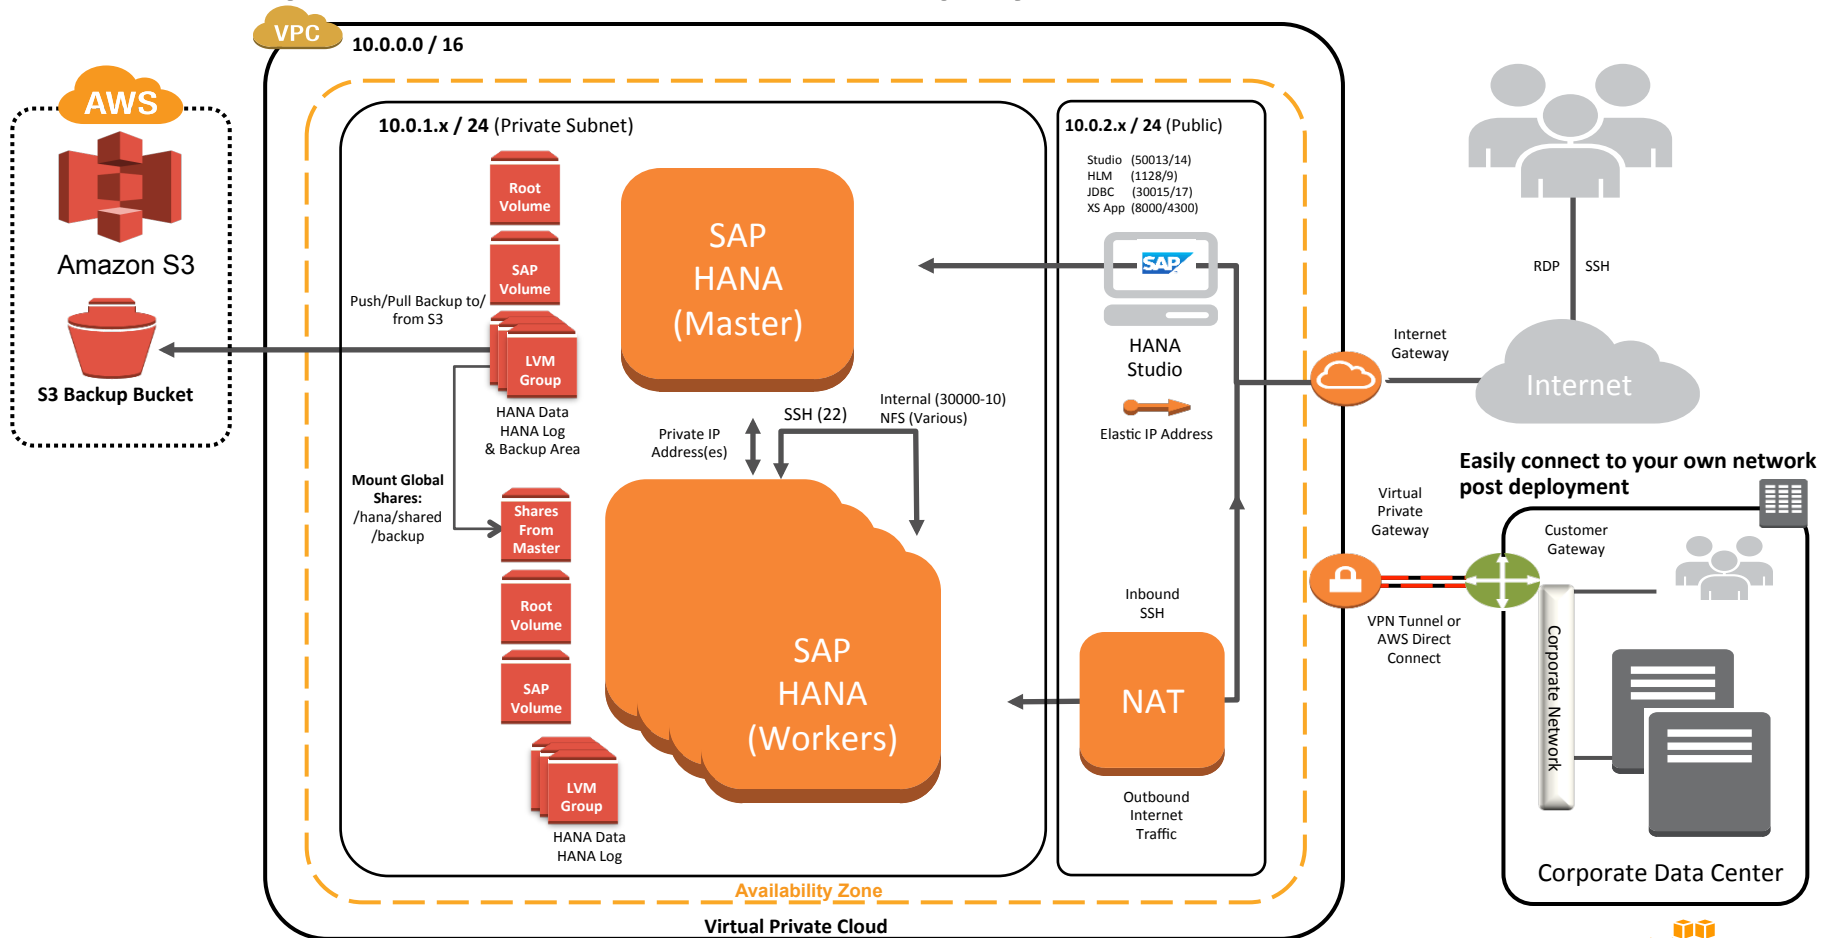 VPC
10.0.0.0 / 16
AWS
Amazon S3
S3 Backup Bucket
10.0.1.x / 24 (Private Subnet)
Root
Volume
SAP
Volume
Push/Pull Backup to/
from S3
LVM
Group
HANA Data
HANA Log
& Backup Area
Mount Global
Shares:
/hana/shared
/backup
Shares
From
Master
Root
Volume
SAP
Volume
LVM
Group
HANA Data
HANA Log
SAP
HANA
(Master)
Private IP
Address(es)
SSH (22)
Internal (30000-10)
NFS (Various)
SAP
HANA
(Workers)
10.0.2.x / 24 (Public)
Studio (50013/14)
HLM (1128/9)
JDBC (30015/17)
XS App (8000/4300)
SAP
HANA
Studio
Elastic IP Address
Inbound
SSH
NAT
Outbound
Internet
Traffic
Availability Zone
Virtual Private Cloud
RDP
SSH
Internet
Gateway
Internet
Easily connect to your own network
post deployment
Virtual
Private
Gateway
Customer
Gateway
VPN Tunnel or
AWS Direct
Connect
Corporate Network
Corporate Data Center